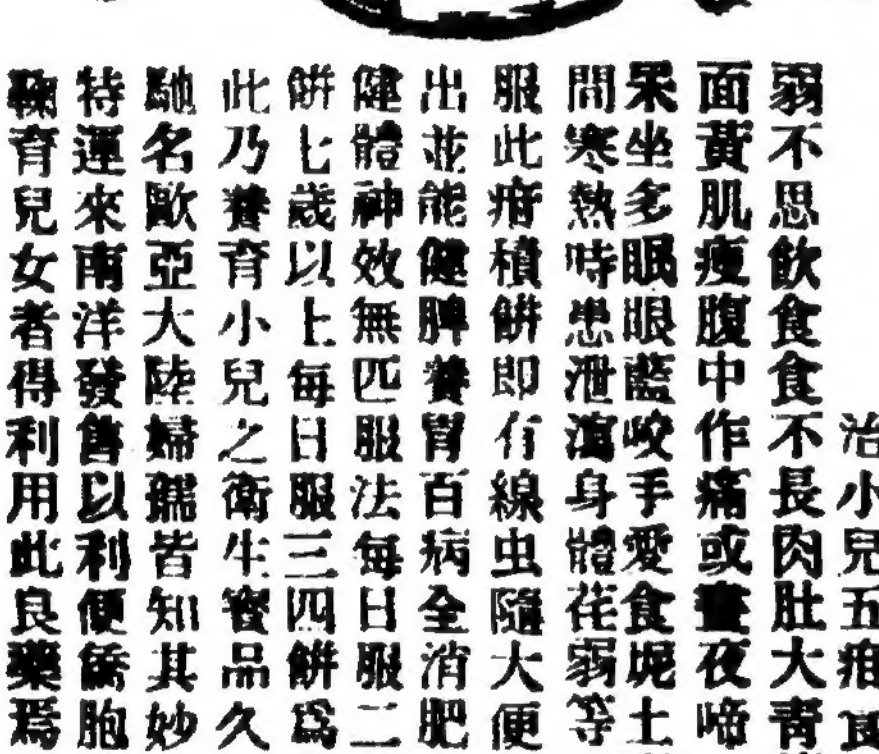 治小兒五疳
弱不思飲食食不長肉肚大青
面黃肌瘦腹中作痛或晝夜啼
呆坐多眠眼藍咬手愛食坭土
間寒熱時患泄瀉身體花弱等
服此疳積餅即有線虫隨大便
出並能健脾養胃百病全消肥
健體神效無匹服法每日服二
餅七歲以上每日服三四餅爲
此乃養育小兒之衛生寶品久
馳名歐亞大陸婦孺皆知其妙
特運來南洋發售以利便僑胞
鞠育兒女者得利用此良藥焉